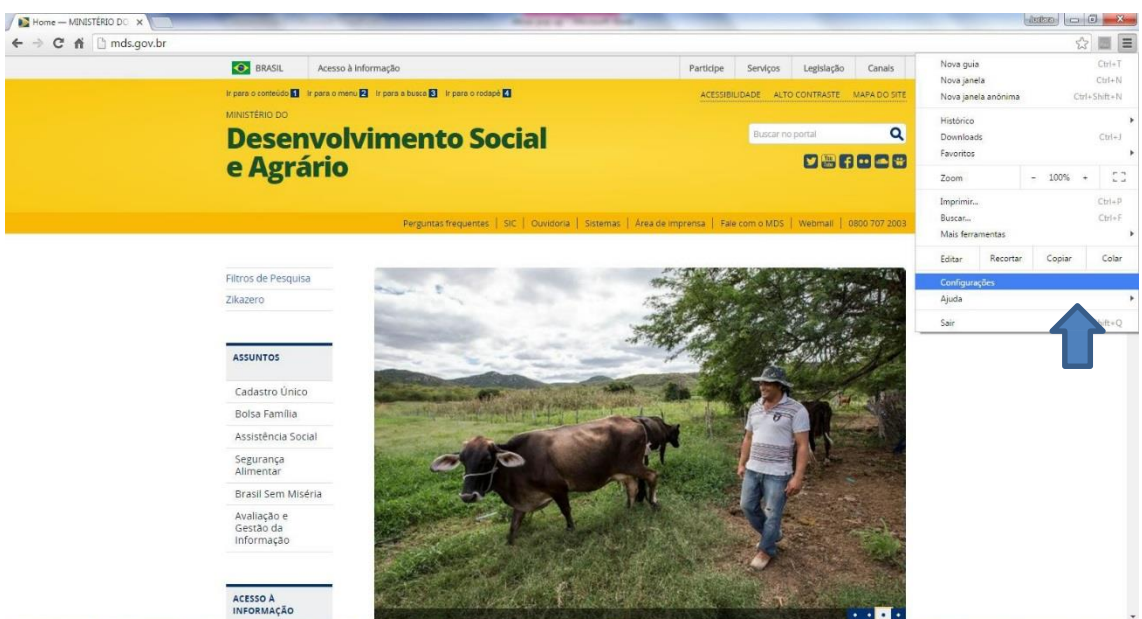 Home — MINISTÉRIO DO
mds.gov.br
BRASIL Acesso à informação Participe Serviços Legislação Canais
Ir para o conteúdo 1 Ir para o menu 2 Ir para a busca 3 Ir para o rodapé 4 ACESSIBILIDADE ALTO CONTRASTE MAPA DO SITE
MINISTÉRIO DO
Desenvolvimento Social
e Agrário
Buscar no portal
Perguntas frequentes | SIC | Ouvidoria | Sistemas | Área de imprensa | Fale com o MDS | Webmail | 0800 707 2003
Nova guia Ctrl+T
Nova janela Ctrl+N
Nova janela anônima Ctrl+Shift+N
Histórico
Downloads Ctrl+J
Favoritos
Zoom - 100% +
Imprimir... Ctrl+P
Buscar... Ctrl+F
Mais ferramentas
Editar Recortar Copiar Colar
Configurações
Ajuda
Sair
Filtros de Pesquisa
Zikazero
ASSUNTOS
Cadastro Único
Bolsa Família
Assistência Social
Segurança
Alimentar
Brasil Sem Miséria
Avaliação e
Gestão da
Informação
ACESSO À
INFORMAÇÃO